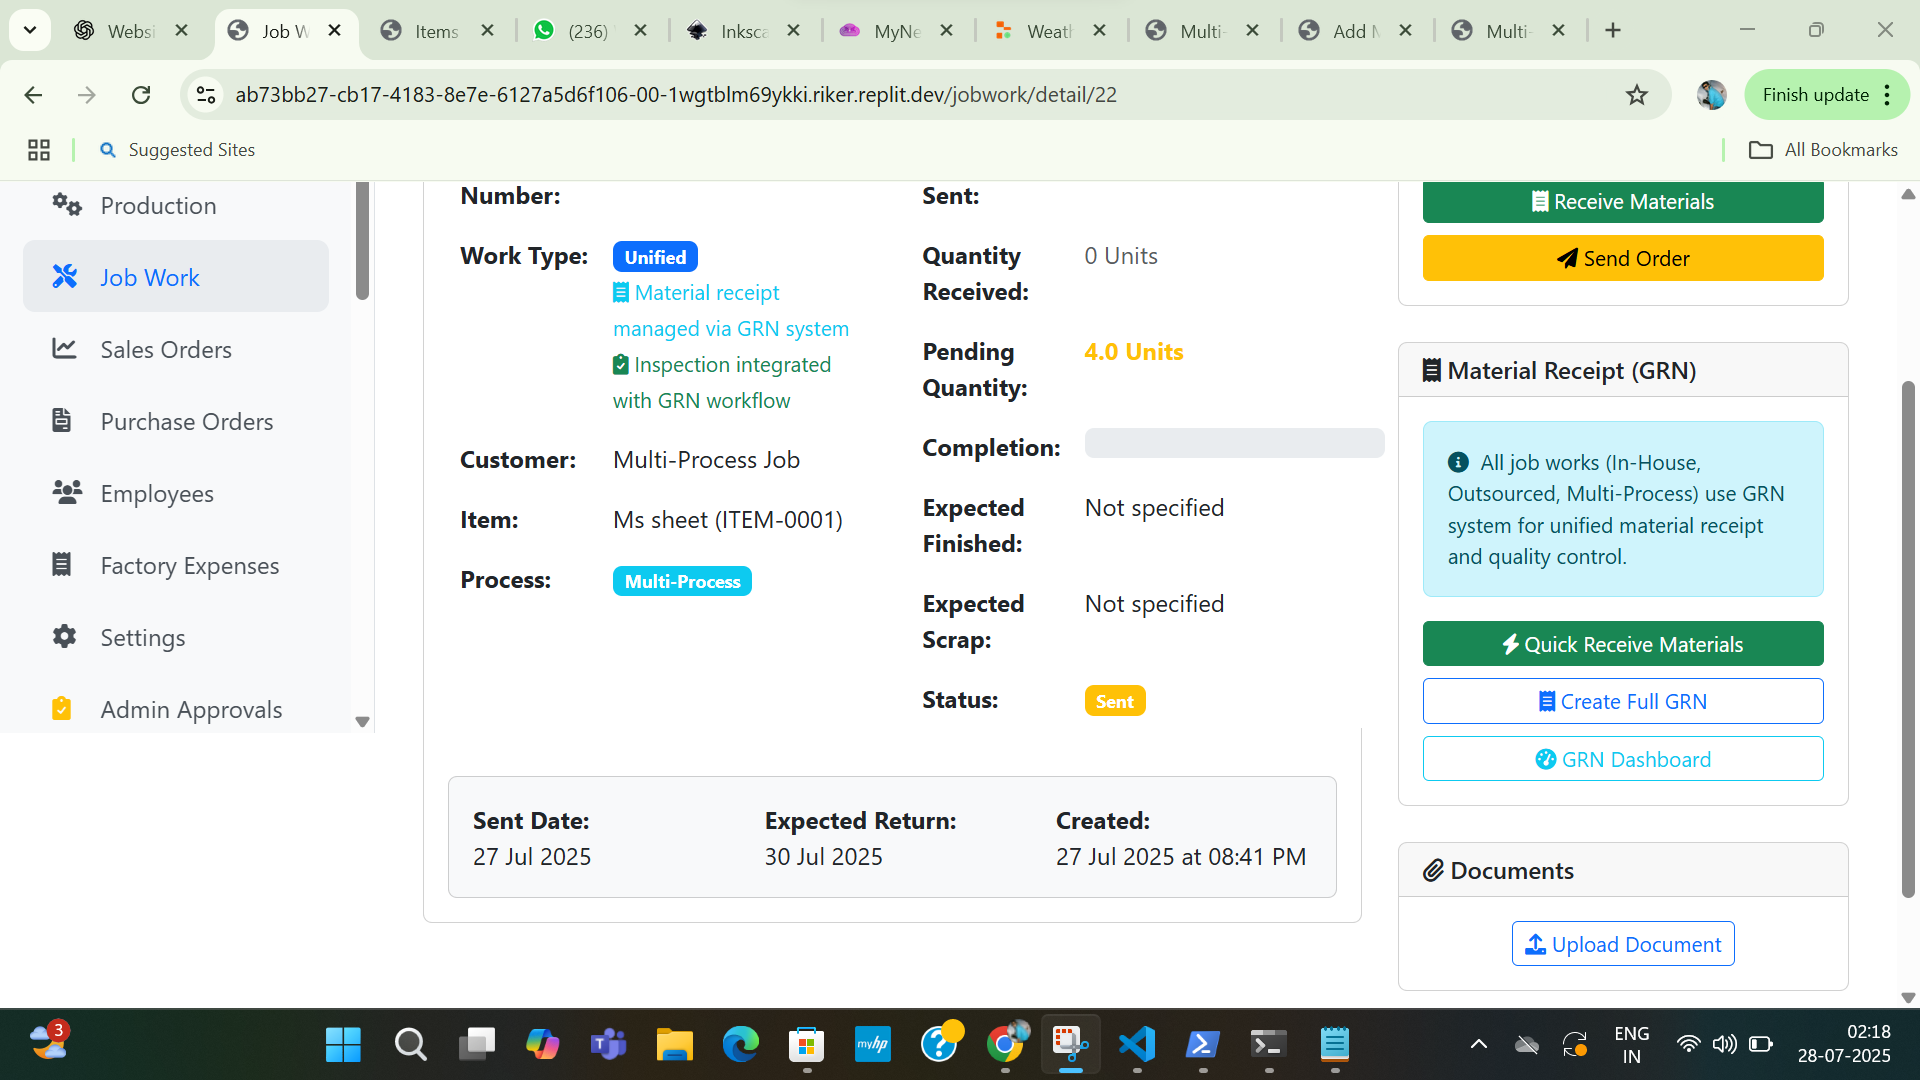 Websi
Job W
Items
(236)
Inksca
MyNe
Weath
Multi-
Add M
Multi-
ab73bb27-cb17-4183-8e7e-6127a5d6f106-00-1wgtblm69ykki.riker.replit.dev/jobwork/detail/22
Finish update
Suggested Sites
All Bookmarks
Production
Job Work
Sales Orders
Purchase Orders
Employees
Factory Expenses
Settings
Admin Approvals
Number:
Work Type:
Unified
Material receipt
managed via GRN system
Inspection integrated
with GRN workflow
Customer:
Multi-Process Job
Item:
Ms sheet (ITEM-0001)
Process:
Multi-Process
Sent:
Quantity
Received:
0 Units
Pending
Quantity:
4.0 Units
Completion:
Expected
Finished:
Not specified
Expected
Scrap:
Not specified
Status:
Sent
Sent Date:
27 Jul 2025
Expected Return:
30 Jul 2025
Created:
27 Jul 2025 at 08:41 PM
Receive Materials
Send Order
Material Receipt (GRN)
All job works (In-House,
Outsourced, Multi-Process) use GRN
system for unified material receipt
and quality control.
Quick Receive Materials
Create Full GRN
GRN Dashboard
Documents
Upload Document
3
myhp
ENG
IN
02:18
28-07-2025